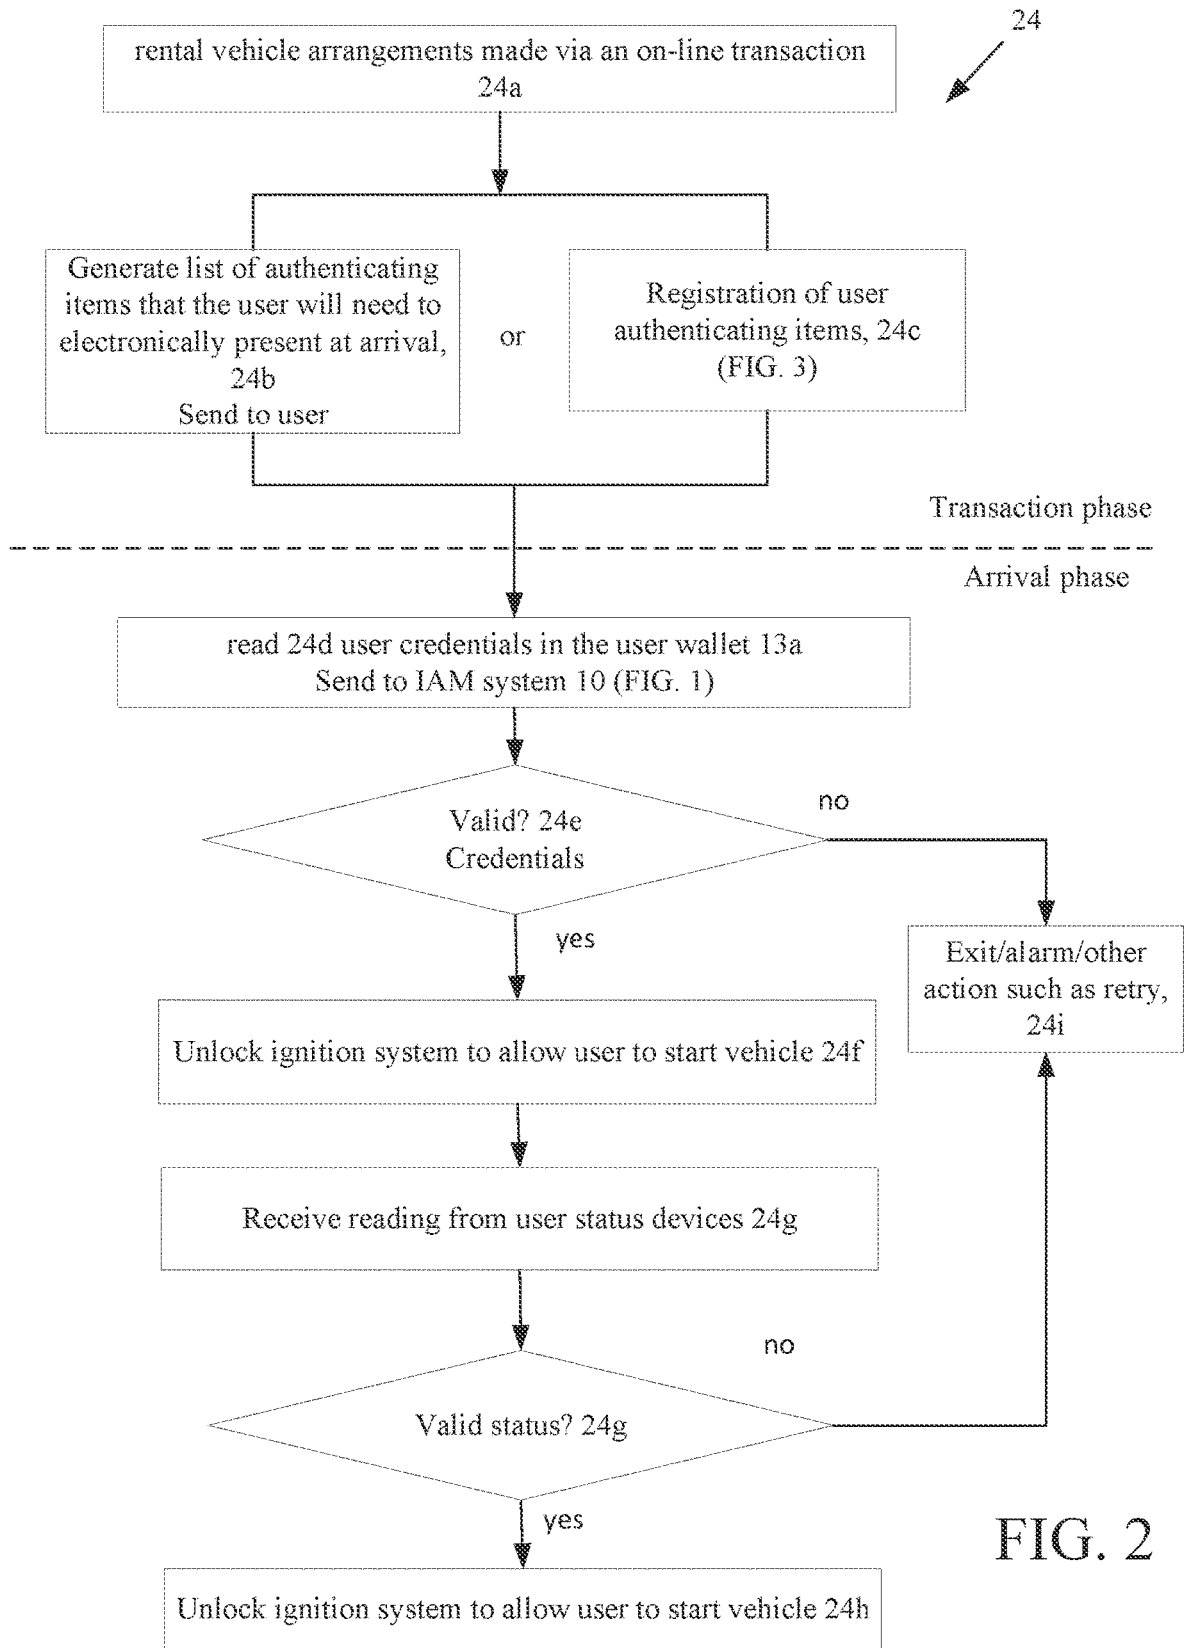 24
rental vehicle arrangements made via an on-line transaction
24a
Generate list of authenticating
items that the user will need to
electronically present at arrival,
24b
Send to user
or
Registration of user
authenticating items, 24c
(FIG. 3)
Transaction phase
Arrival phase
read 24d user credentials in the user wallet 13a
Send to IAM system 10 (FIG. 1)
Valid? 24e
Credentials
no
yes
Exit/alarm/other
action such as retry,
24i
Unlock ignition system to allow user to start vehicle 24f
Receive reading from user status devices 24g
no
Valid status? 24g
yes
FIG. 2
Unlock ignition system to allow user to start vehicle 24h